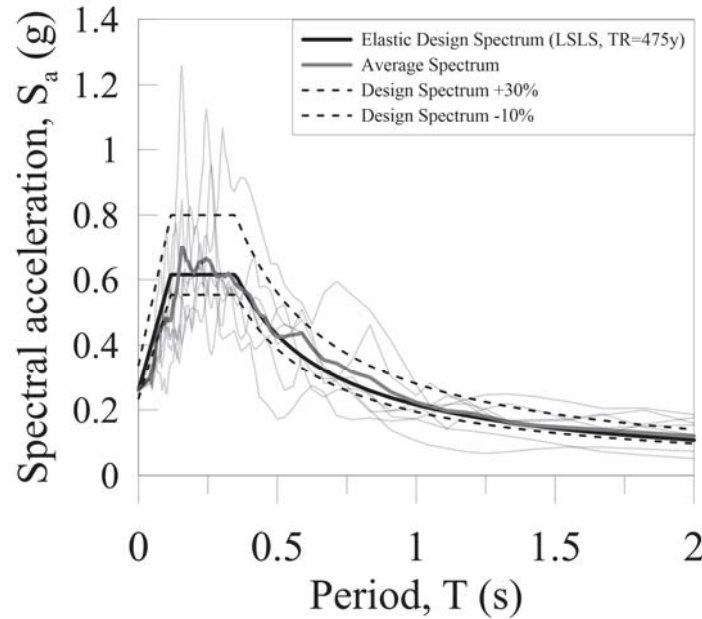 Spectral acceleration, Sa (g)
1.4
1.2
1
0.8
0.6
0.4
0.2
0
Elastic Design Spectrum (LSLS, TR=475y)
Average Spectrum
Design Spectrum +30%
Design Spectrum -10%
0
0.5
1
1.5
2
Period, T (s)